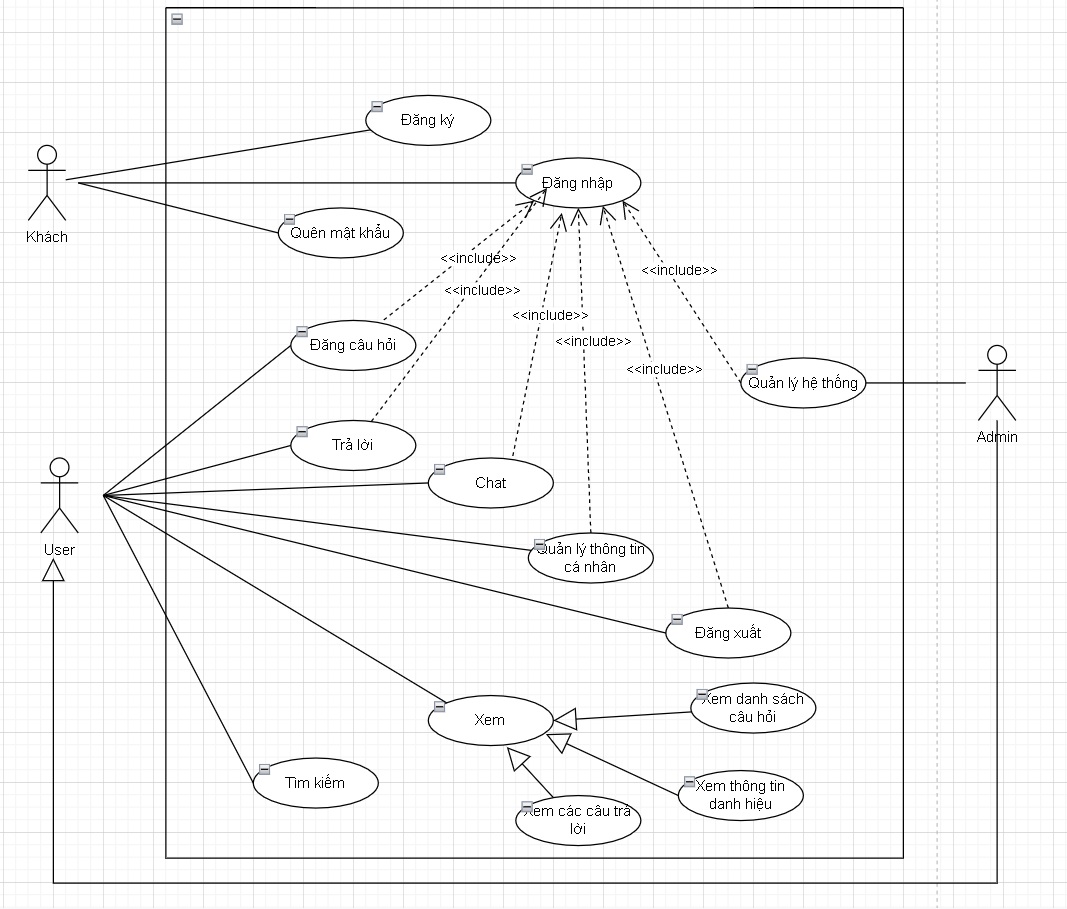 Đăng ký
Đăng nhập
Khách
Quên mật khẩu
<<include>>
<<include>>
<<include>>
<<include>>
<<include>>
<<include>>
Đăng câu hỏi
Quản lý hệ thống
Admin
Trả lời
Chat
User
Quản lý thông tin
cá nhân
Đăng xuất
Xem danh sách
câu hỏi
Xem
Tìm kiếm
Xem thông tin
danh hiệu
Xem các câu trả
lời